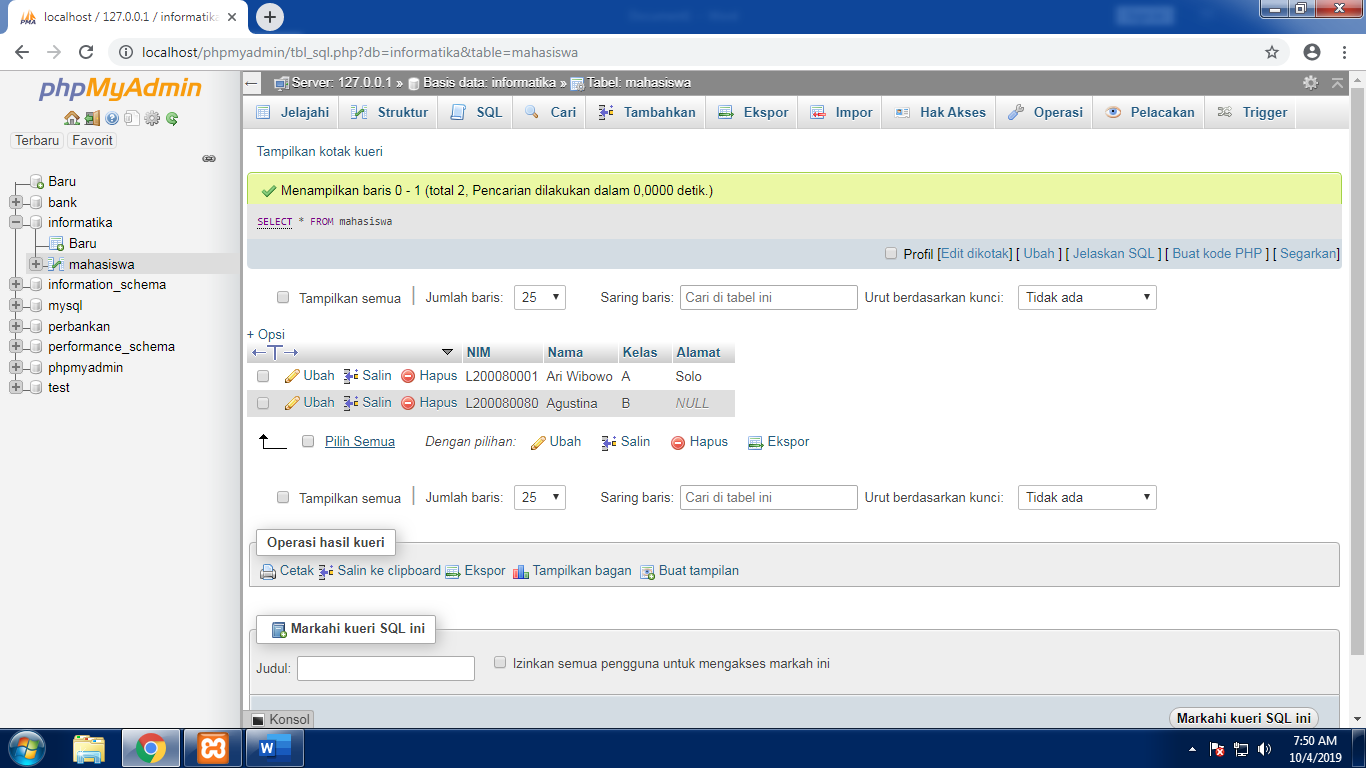 localhost / 127.0.0.1 / informatika
localhost/phpmyadmin/tbl_sql.php?db=informatika&table=mahasiswa
phpMyAdmin
Terbaru Favorit
Baru
bank
informatika
Baru
mahasiswa
information_schema
mysql
perbankan
performance_schema
phpmyadmin
test
Server: 127.0.0.1 » Basis data: informatika » Tabel: mahasiswa
Jelajahi Struktur SQL Cari Tambahkan Ekspor Impor Hak Akses Operasi Pelacakan Trigger
Tampilkan kotak kueri
Menampilkan baris 0 - 1 (total 2, Pencarian dilakukan dalam 0,0000 detik.)
SELECT * FROM mahasiswa
Profil [Edit dikotak] [ Ubah ] [ Jelaskan SQL ] [ Buat kode PHP ] [ Segarkan]
Tampilkan semua | Jumlah baris: 25 Saring baris: Cari di tabel ini Urut berdasarkan kunci: Tidak ada
+ Opsi
←T→ NIM Nama Kelas Alamat
Ubah Salin Hapus L200080001 Ari Wibowo A Solo
Ubah Salin Hapus L200080080 Agustina B NULL
Pilih Semua Dengan pilihan: Ubah Salin Hapus Ekspor
Tampilkan semua | Jumlah baris: 25 Saring baris: Cari di tabel ini Urut berdasarkan kunci: Tidak ada
Operasi hasil kueri
Cetak Salin ke clipboard Ekspor Tampilkan bagan Buat tampilan
Markahi kueri SQL ini
Judul: Izinkan semua pengguna untuk mengakses markah ini
Konsol
Markahi kueri SQL ini
7:50 AM
10/4/2019